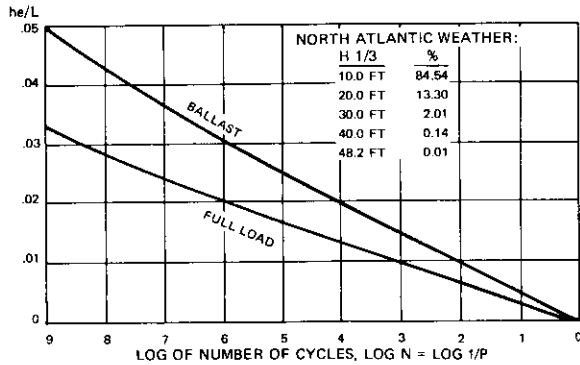 he/L
.05
.04
.03
.02
.01
0
NORTH ATLANTIC WEATHER:
H 1/3 %
10.0 FT 84.54
20.0 FT 13.30
30.0 FT 2.01
40.0 FT 0.14
48.2 FT 0.01
BALLAST
FULL LOAD
9 8 7 6 5 4 3 2 1 0
LOG OF NUMBER OF CYCLES, LOG N = LOG 1/P